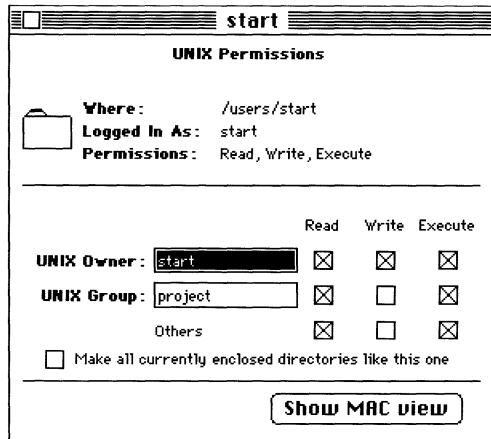 start
UNIX Permissions
Where: /users/start
Logged In As: start
Permissions: Read, Write, Execute
Read Write Execute
UNIX Owner: start
UNIX Group: project
Others
Make all currently enclosed directories like this one
Show MAC view